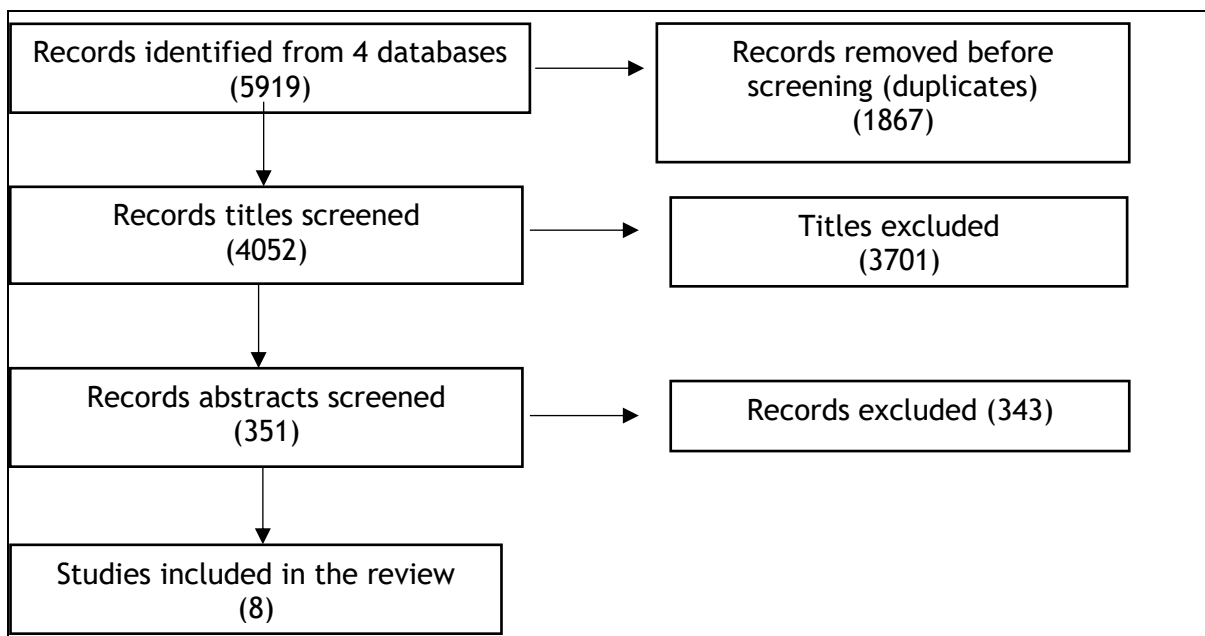 Records identified from 4 databases
(5919)
Records removed before
screening (duplicates)
(1867)
Records titles screened
(4052)
Titles excluded
(3701)
Records abstracts screened
(351)
Records excluded (343)
Studies included in the review
(8)